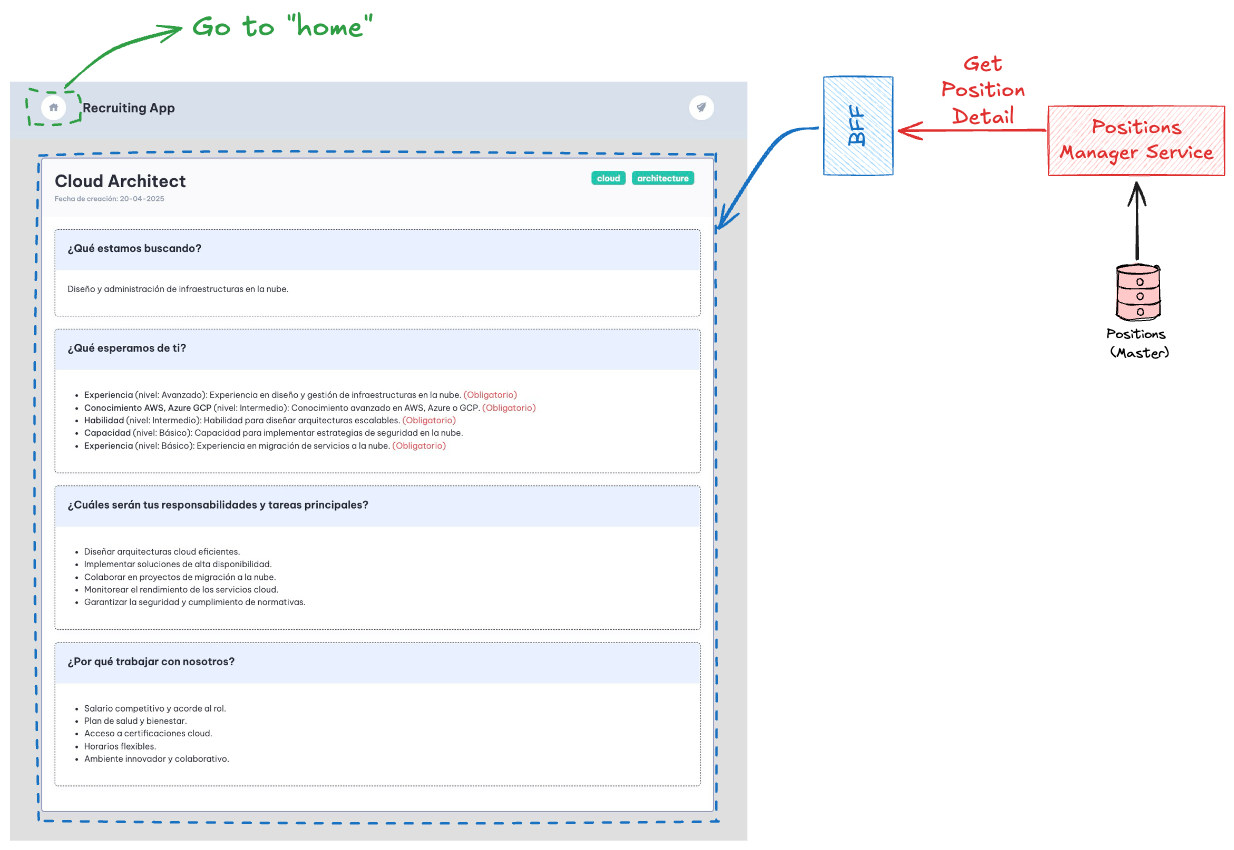 Go to "home"
Recruiting App
Cloud Architect
cloud
architecture
Fecha de creación: 20-04-2025
¿Qué estamos buscando?
Diseño y administración de infraestructuras en la nube.
¿Qué esperamos de ti?
• Experiencia (nivel: Avanzado): Experiencia en diseño y gestión de infraestructuras en la nube. (Obligatorio)
• Conocimiento AWS, Azure GCP (nivel: Intermedio): Conocimiento avanzado en AWS, Azure o GCP. (Obligatorio)
• Habilidad (nivel: Intermedio): Habilidad para diseñar arquitecturas escalables. (Obligatorio)
• Capacidad (nivel: Básico): Capacidad para implementar estrategias de seguridad en la nube.
• Experiencia (nivel: Básico): Experiencia en migración de servicios a la nube. (Obligatorio)
¿Cuáles serán tus responsabilidades y tareas principales?
• Diseñar arquitecturas cloud eficientes.
• Implementar soluciones de alta disponibilidad.
• Colaborar en proyectos de migración a la nube.
• Monitorear el rendimiento de los servicios cloud.
• Garantizar la seguridad y cumplimiento de normativas.
¿Por qué trabajar con nosotros?
• Salario competitivo y acorde al rol.
• Plan de salud y bienestar.
• Acceso a certificaciones cloud.
• Horarios flexibles.
• Ambiente innovador y colaborativo.
BFF
Get
Position
Detail
Positions
Manager Service
Positions
(Master)